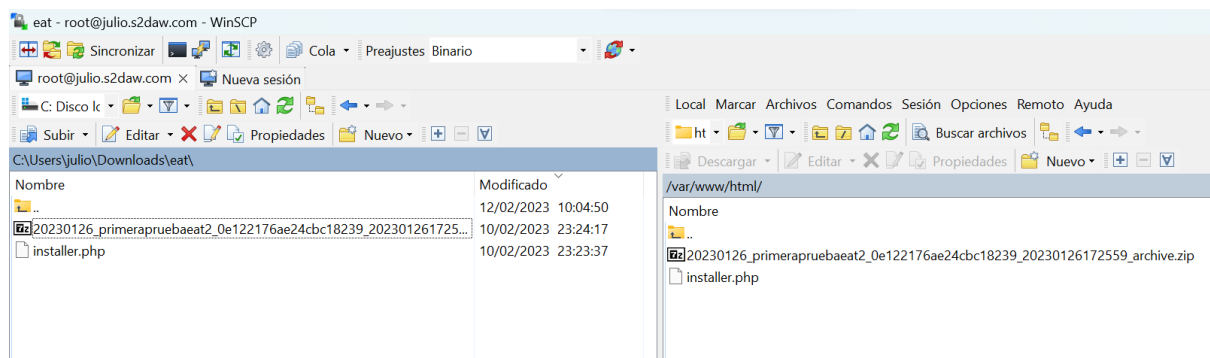 eat - root@julio.s2daw.com - WinSCP
Sincronizar Cola Preajustes Binario
root@julio.s2daw.com × Nueva sesión
C: Disco lc
Subir Editar Propiedades Nuevo
C:\Users\julio\Downloads\eat\
Nombre Modificado
.. 12/02/2023 10:04:50
20230126_primerapruebaeat2_0e122176ae24cbc18239_202301261725... 10/02/2023 23:24:17
installer.php 10/02/2023 23:23:37
Local Marcar Archivos Comandos Sesión Opciones Remoto Ayuda
ht Buscar archivos
Descargar Editar Propiedades Nuevo
/var/www/html/
Nombre
..
20230126_primerapruebaeat2_0e122176ae24cbc18239_20230126172559_archive.zip
installer.php